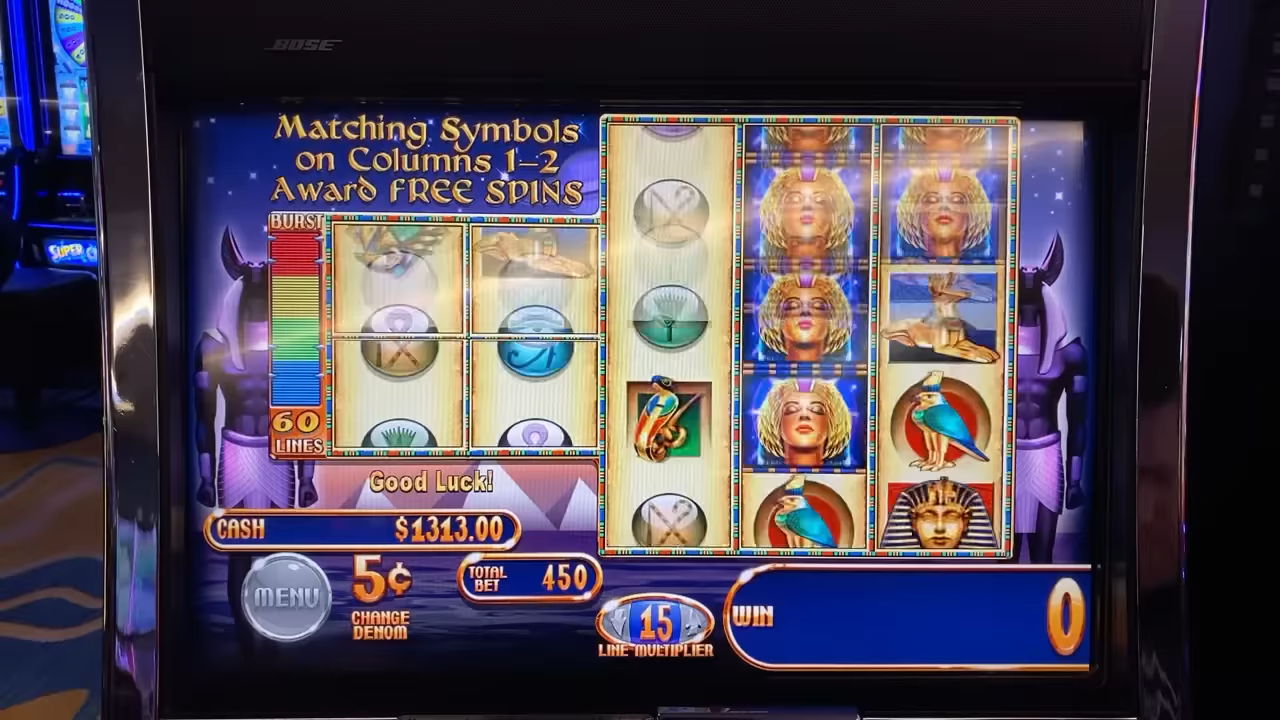 BOSE
Matching Symbols
on Columns 1–2
Award FREE SPINS
BURST
60
LINES
SUPER
Good Luck!
CASH $1313.00
MENU
5¢
CHANGE
DENOM
TOTAL
BET 450
15
LINE MULTIPLIER
WIN 0